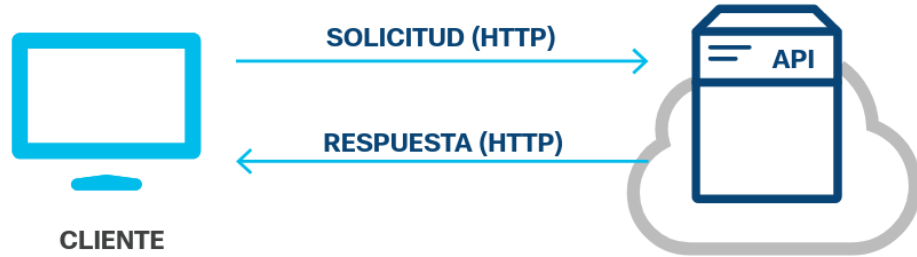 SOLICITUD (HTTP)
API
RESPUESTA (HTTP)
CLIENTE